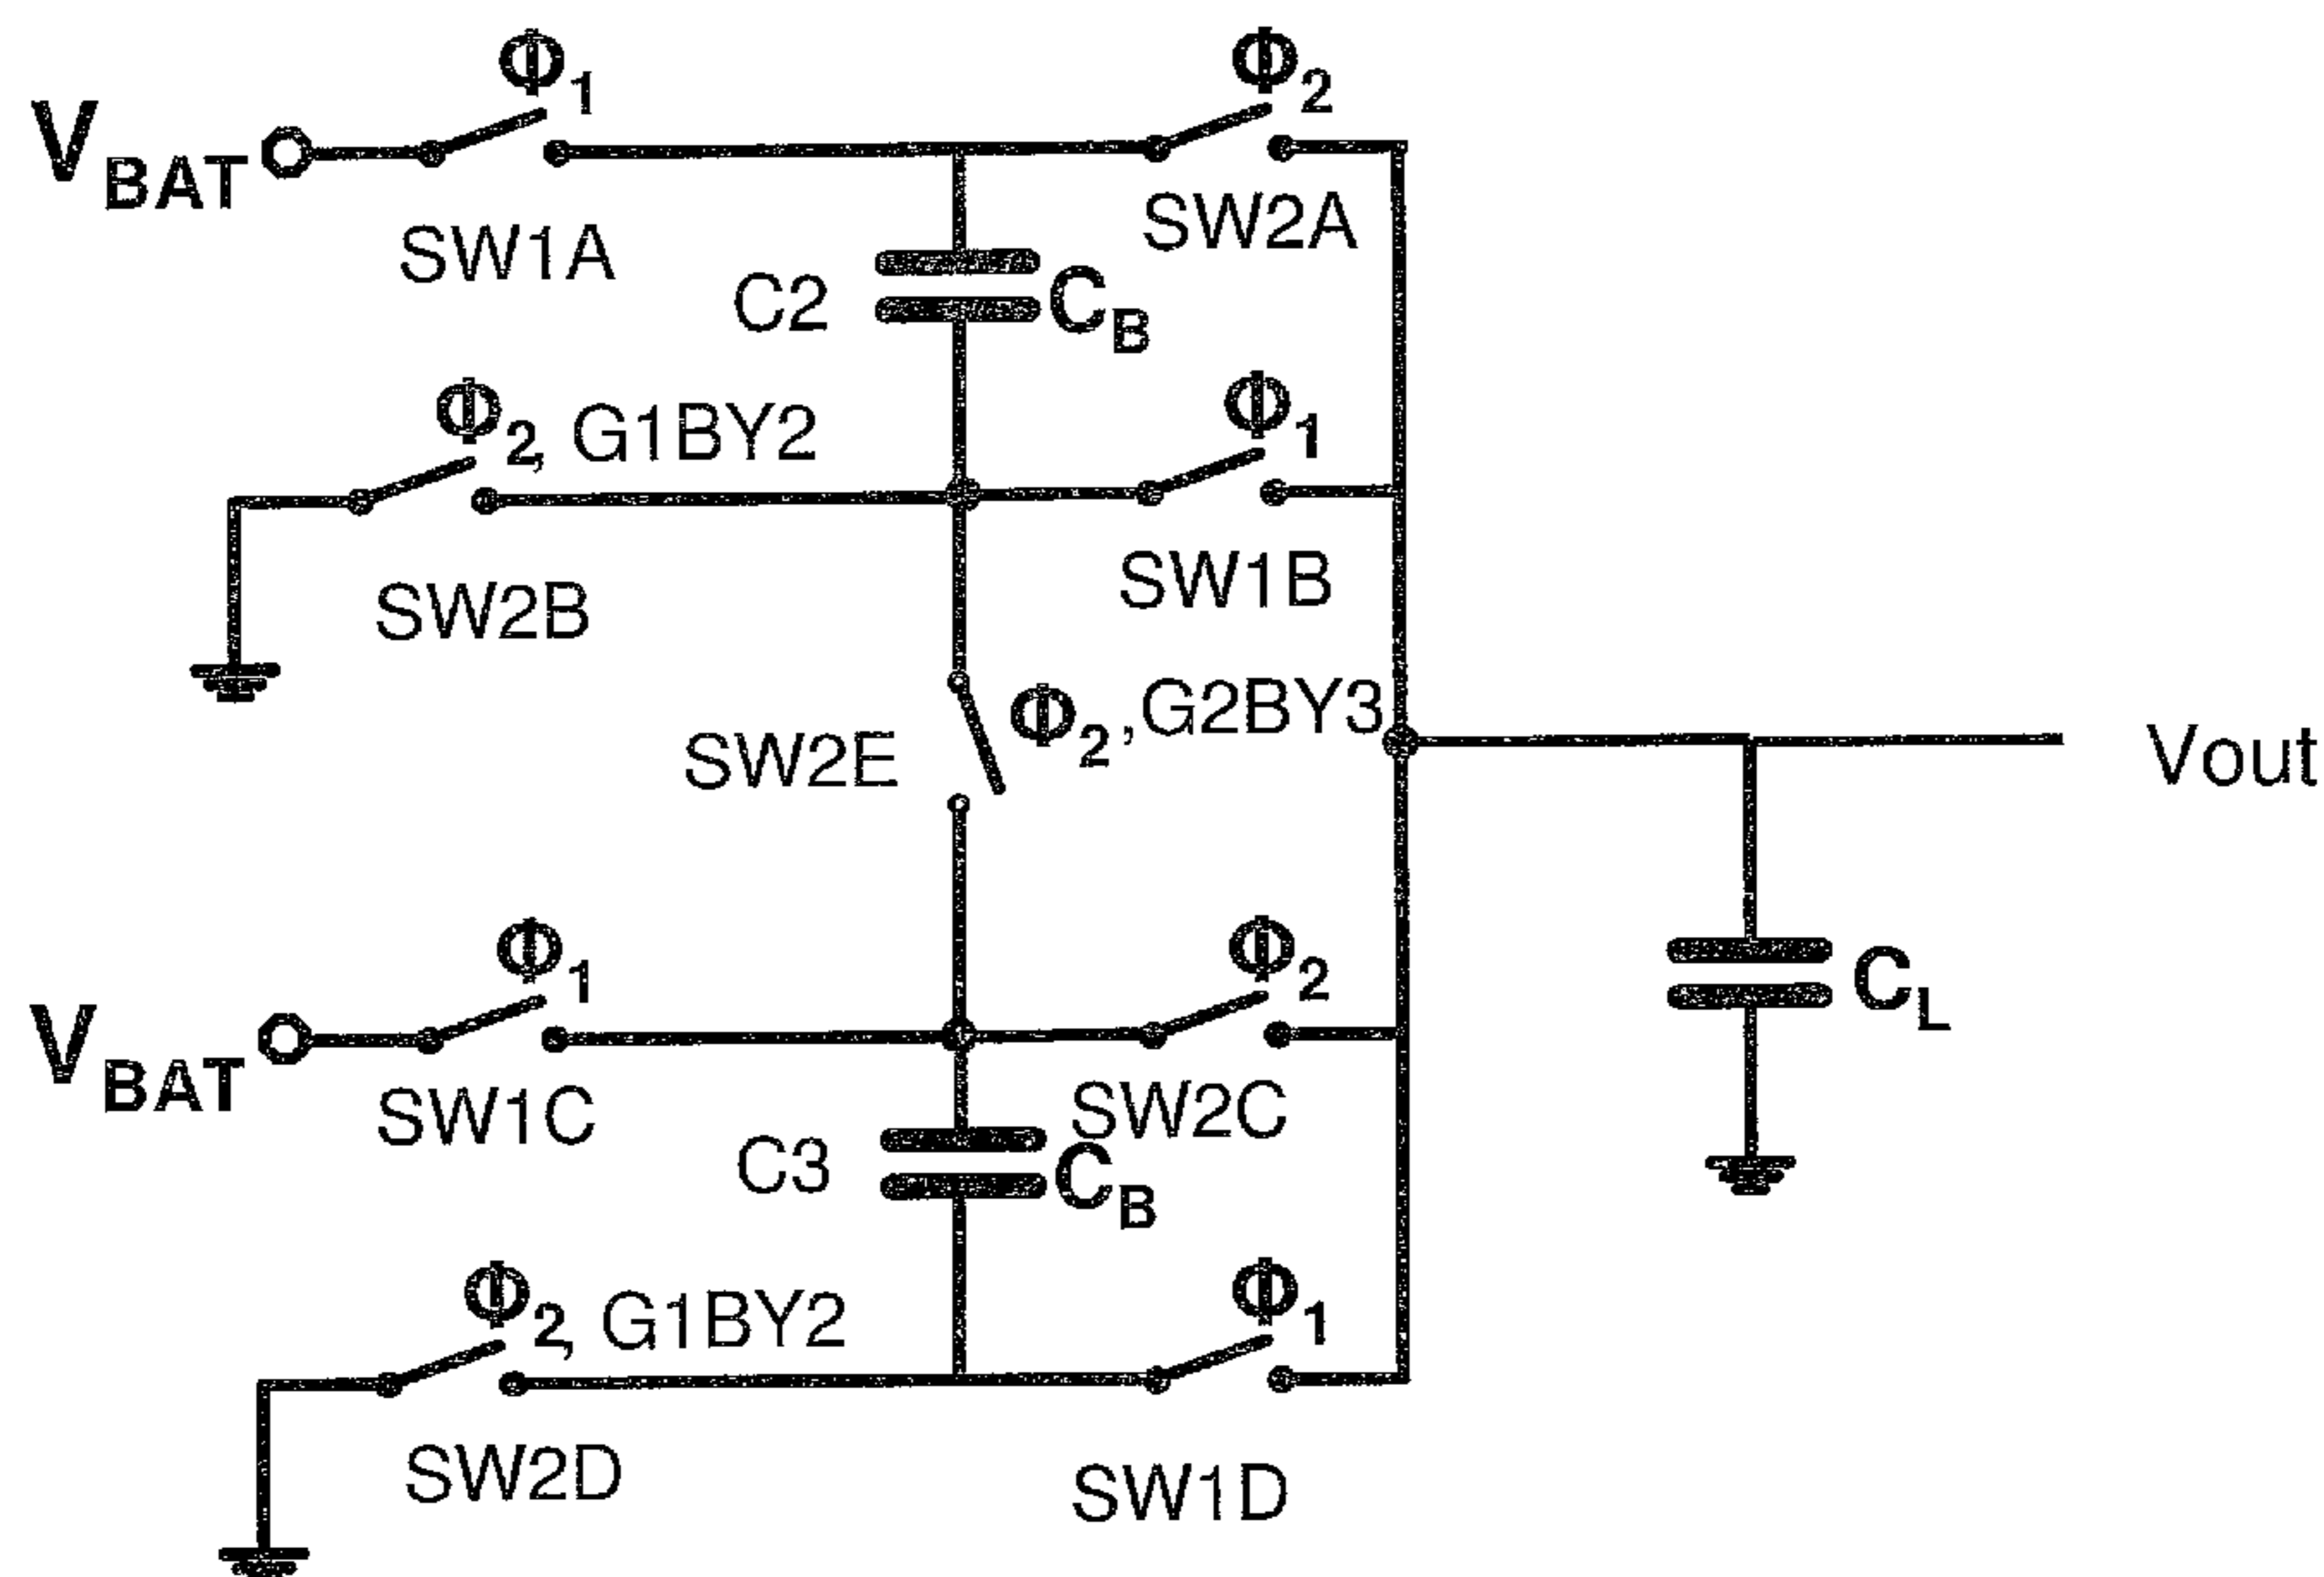 Φ1
Φ2
VBAT
SW1A
SW2A
C2
CB
Φ2, G1BY2
Φ1
SW2B
SW1B
SW2E
Φ2,G2BY3
Vout
Φ1
Φ2
VBAT
SW1C
SW2C
CL
C3
CB
Φ2, G1BY2
Φ1
SW2D
SW1D